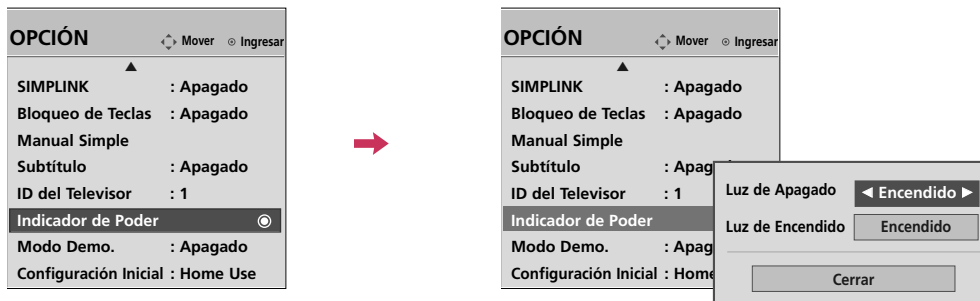 OPCIÓN Mover Ingresar
SIMPLINK : Apagado
Bloqueo de Teclas : Apagado
Manual Simple
Subtítulo : Apagado
ID del Televisor : 1
Indicador de Poder
Modo Demo. : Apagado
Configuración Inicial : Home Use
OPCIÓN Mover Ingresar
SIMPLINK : Apagado
Bloqueo de Teclas : Apagado
Manual Simple
Subtítulo : Apag
ID del Televisor : 1
Indicador de Poder
Modo Demo. : Apag
Configuración Inicial : Home
Luz de Apagado ◀ Encendido ▶
Luz de Encendido Encendido
Cerrar